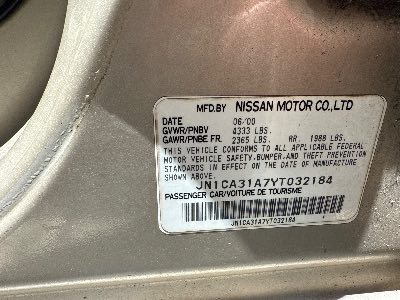 MFD.BY NISSAN MOTOR CO.,LTD
DATE 06/00
GVWR/PNBV 4333 LBS.
GAWR/PNBE FR. 2365 LBS. RR. 1988 LBS.
THIS VEHICLE CONFORMS TO ALL APPLICABLE FEDERAL
MOTOR VEHICLE SAFETY,BUMPER,AND THEFT PREVENTION
STANDARDS IN EFFECT ON THE DATE OF MANUFACTURE
SHOWN ABOVE.
JN1CA31A7YT032184
PASSENGER CAR/VOITURE DE TOURISME
JN1CA31A7YT032184